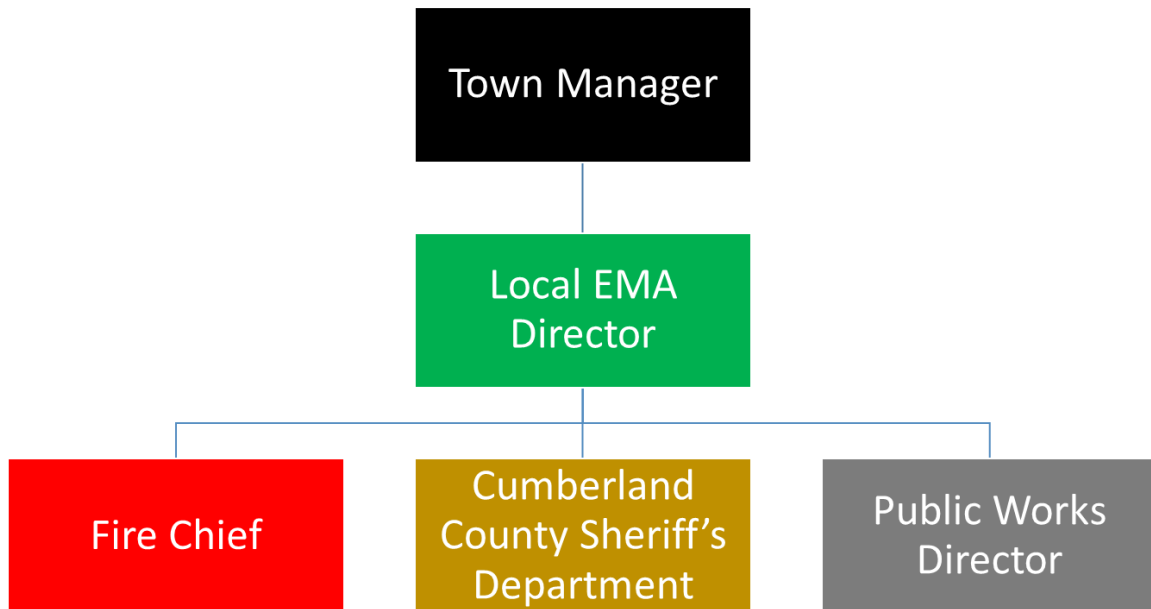 Town Manager
Local EMA
Director
Fire Chief
Cumberland
County Sheriff’s
Department
Public Works
Director